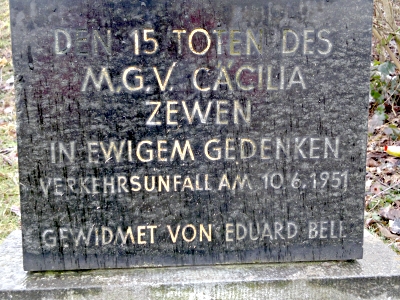 DEN 15 TOTEN DES
M.G.V. CÄCILIA
ZEWEN
IN EWIGEM GEDENKEN
VERKEHRSUNFALL AM 10.6.1951
GEWIDMET VON EDUARD BELL